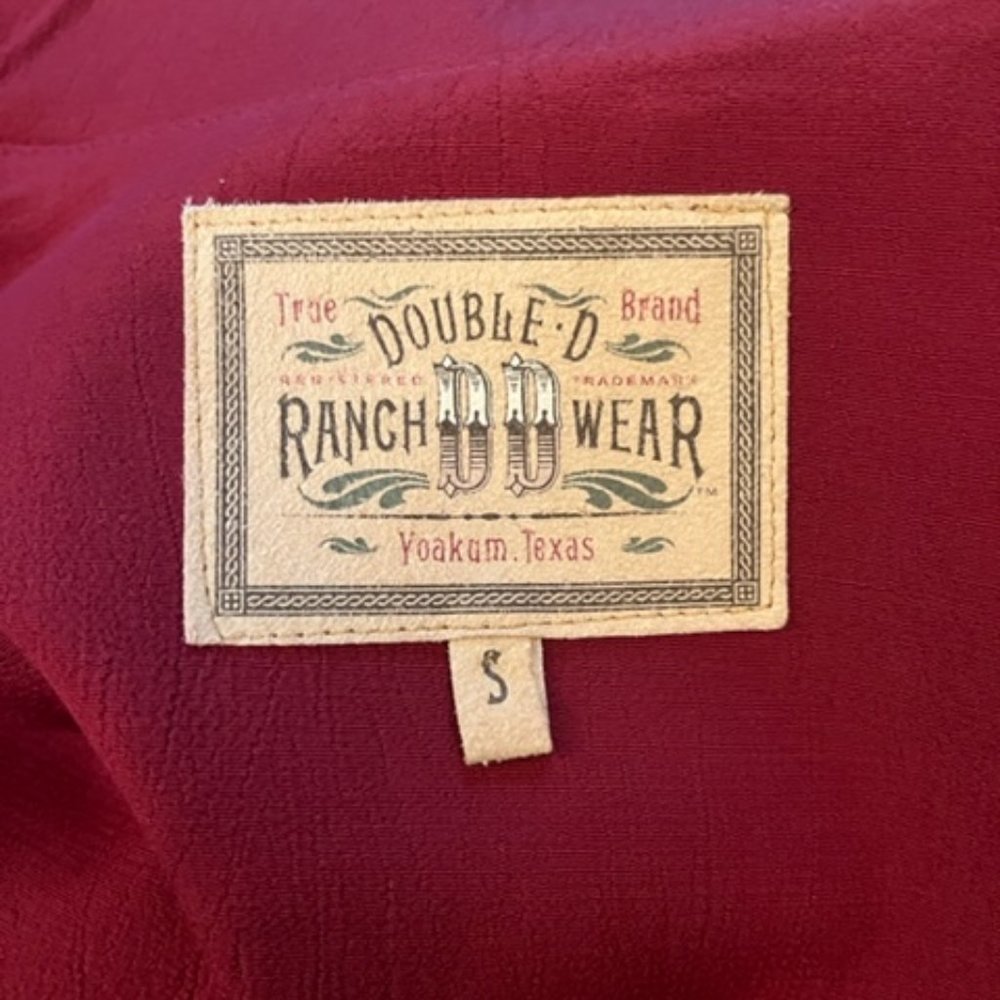 True DOUBLE·D Brand
REGISTERED TRADEMARK
RANCH DD WEAR
TM
Yoakum, Texas
S